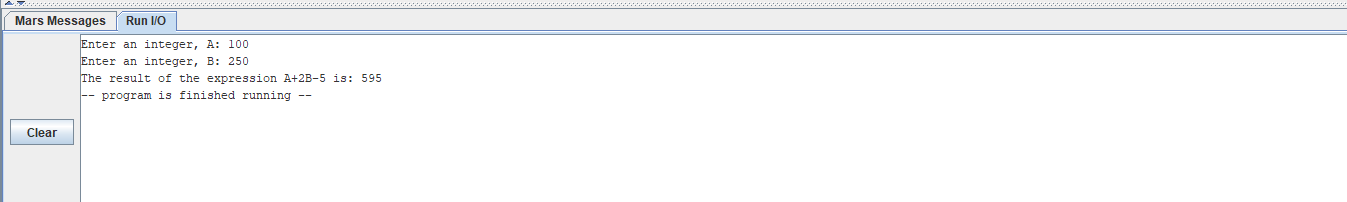 Mars Messages Run I/O
Enter an integer, A: 100
Enter an integer, B: 250
The result of the expression A+2B-5 is: 595
-- program is finished running --
Clear